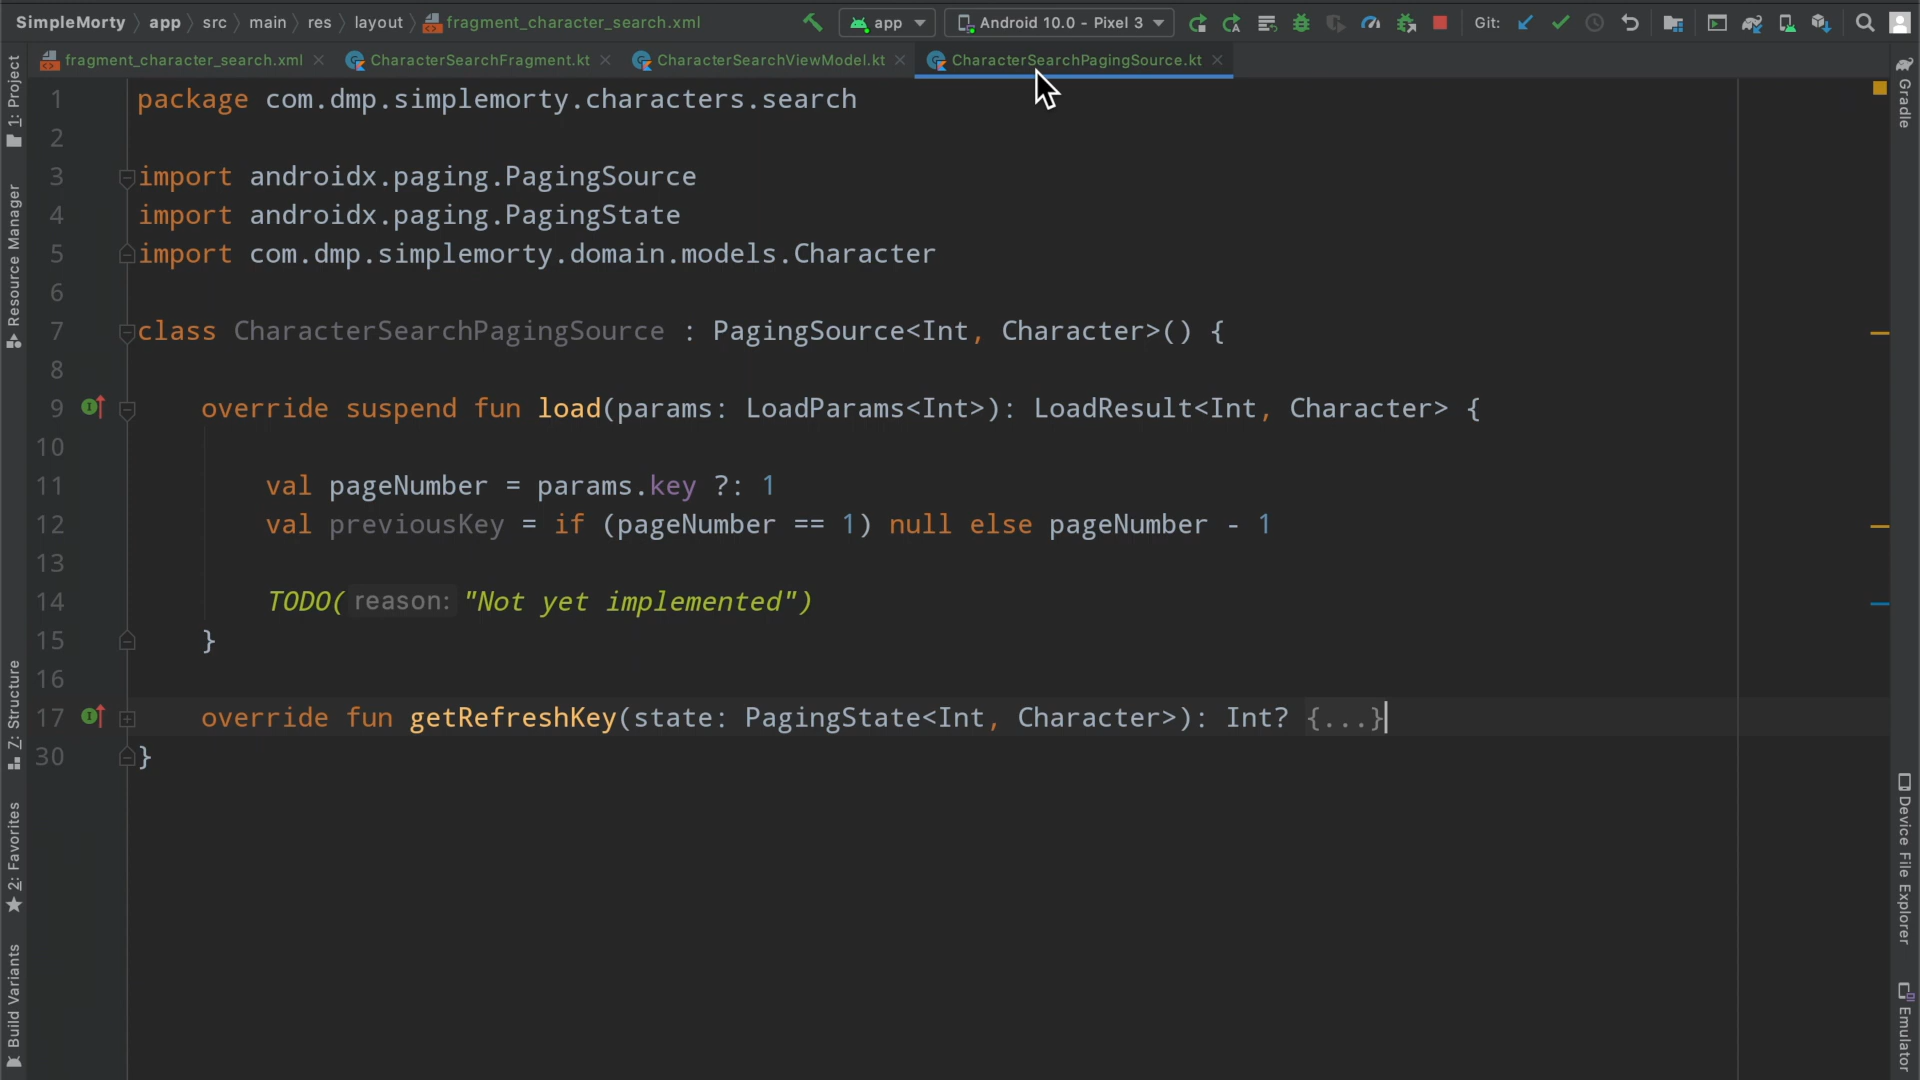 SimpleMorty app src main res layout fragment_character_search.xml app Android 10.0 - Pixel 3 Git:
fragment_character_search.xml CharacterSearchFragment.kt CharacterSearchViewModel.kt CharacterSearchPagingSource.kt
1 package com.dmp.simplemorty.characters.search
2
3 import androidx.paging.PagingSource
4 import androidx.paging.PagingState
5 import com.dmp.simplemorty.domain.models.Character
6
7 class CharacterSearchPagingSource : PagingSource<Int, Character>() {
8
9 override suspend fun load(params: LoadParams<Int>): LoadResult<Int, Character> {
10
11 val pageNumber = params.key ?: 1
12 val previousKey = if (pageNumber == 1) null else pageNumber - 1
13
14 TODO( reason: "Not yet implemented")
15 }
16
17 override fun getRefreshKey(state: PagingState<Int, Character>): Int? {...}
30 }
1: Project
Resource Manager
Z: Structure
2: Favorites
Build Variants
Gradle
Device File Explorer
Emulator